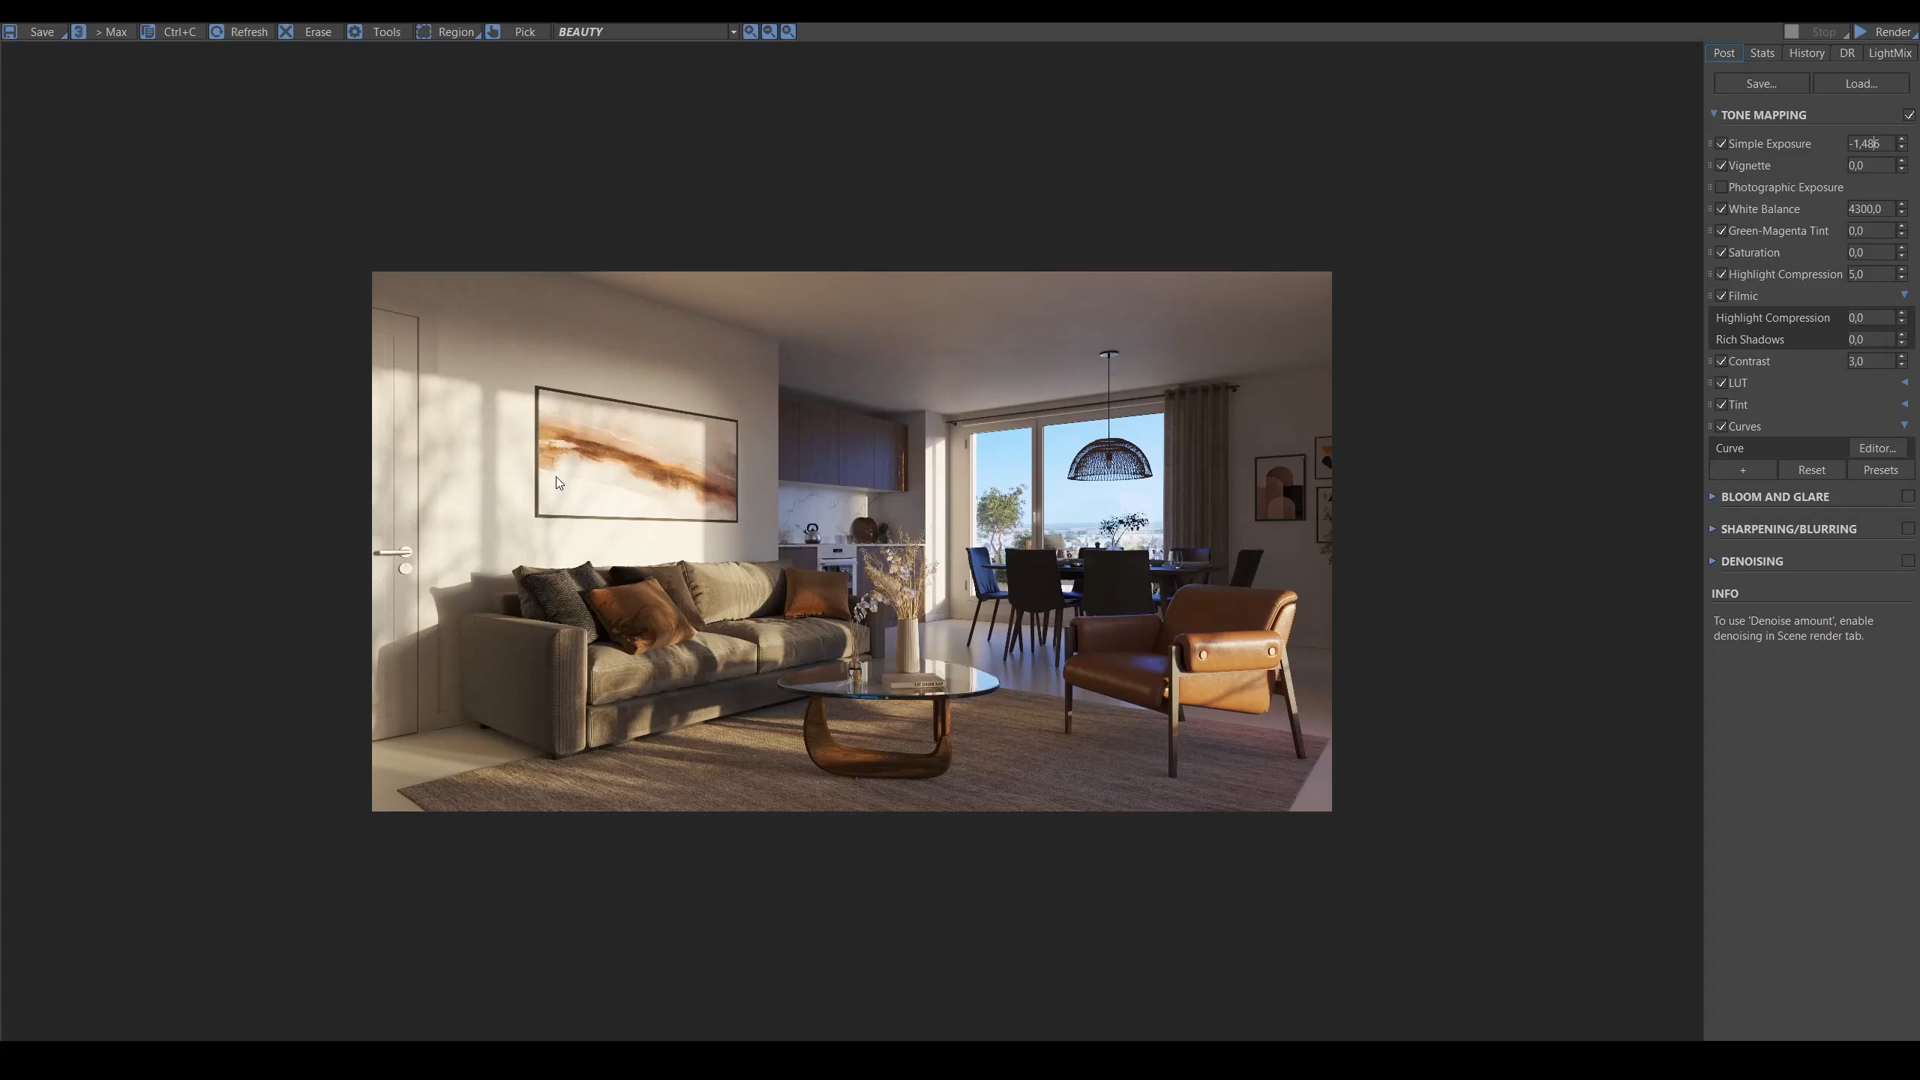 Save 3 > Max Ctrl+C Refresh Erase Tools Region Pick BEAUTY Stop Render
Post Stats History DR LightMix
Save... Load...
TONE MAPPING
Simple Exposure -1,486
Vignette 0,0
Photographic Exposure
White Balance 4300,0
Green-Magenta Tint 0,0
Saturation 0,0
Highlight Compression 5,0
Filmic
Highlight Compression 0,0
Rich Shadows 0,0
Contrast 3,0
LUT
Tint
Curves
Curve Editor...
+ Reset Presets
BLOOM AND GLARE
SHARPENING/BLURRING
DENOISING
INFO
To use 'Denoise amount', enable
denoising in Scene render tab.